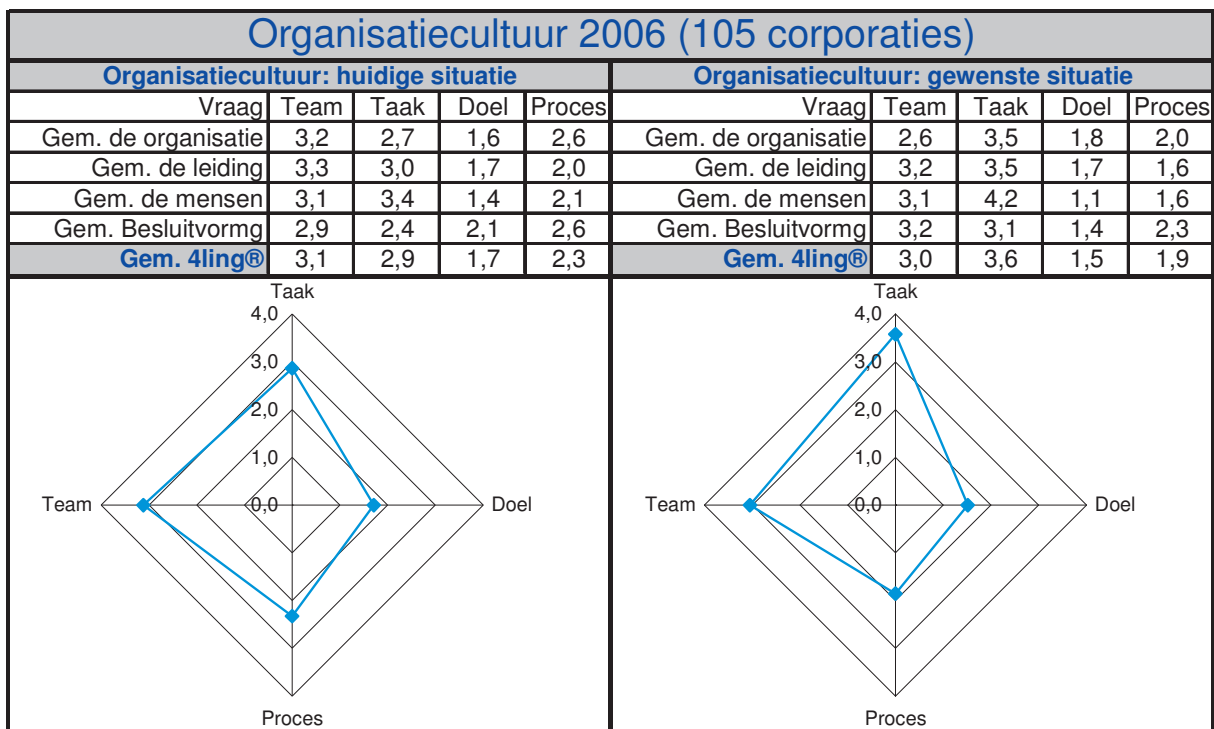 Organisatiecultuur 2006 (105 corporaties)
Organisatiecultuur: huidige situatie
Vraag Team Taak Doel Proces
Gem. de organisatie 3,2 2,7 1,6 2,6
Gem. de leiding 3,3 3,0 1,7 2,0
Gem. de mensen 3,1 3,4 1,4 2,1
Gem. Besluitvormg 2,9 2,4 2,1 2,6
Gem. 4ling® 3,1 2,9 1,7 2,3
Taak
4,0
3,0
2,0
1,0
Team 0,0 Doel
Proces
Organisatiecultuur: gewenste situatie
Vraag Team Taak Doel Proces
Gem. de organisatie 2,6 3,5 1,8 2,0
Gem. de leiding 3,2 3,5 1,7 1,6
Gem. de mensen 3,1 4,2 1,1 1,6
Gem. Besluitvormg 3,2 3,1 1,4 2,3
Gem. 4ling® 3,0 3,6 1,5 1,9
Taak
4,0
3,0
2,0
1,0
Team 0,0 Doel
Proces